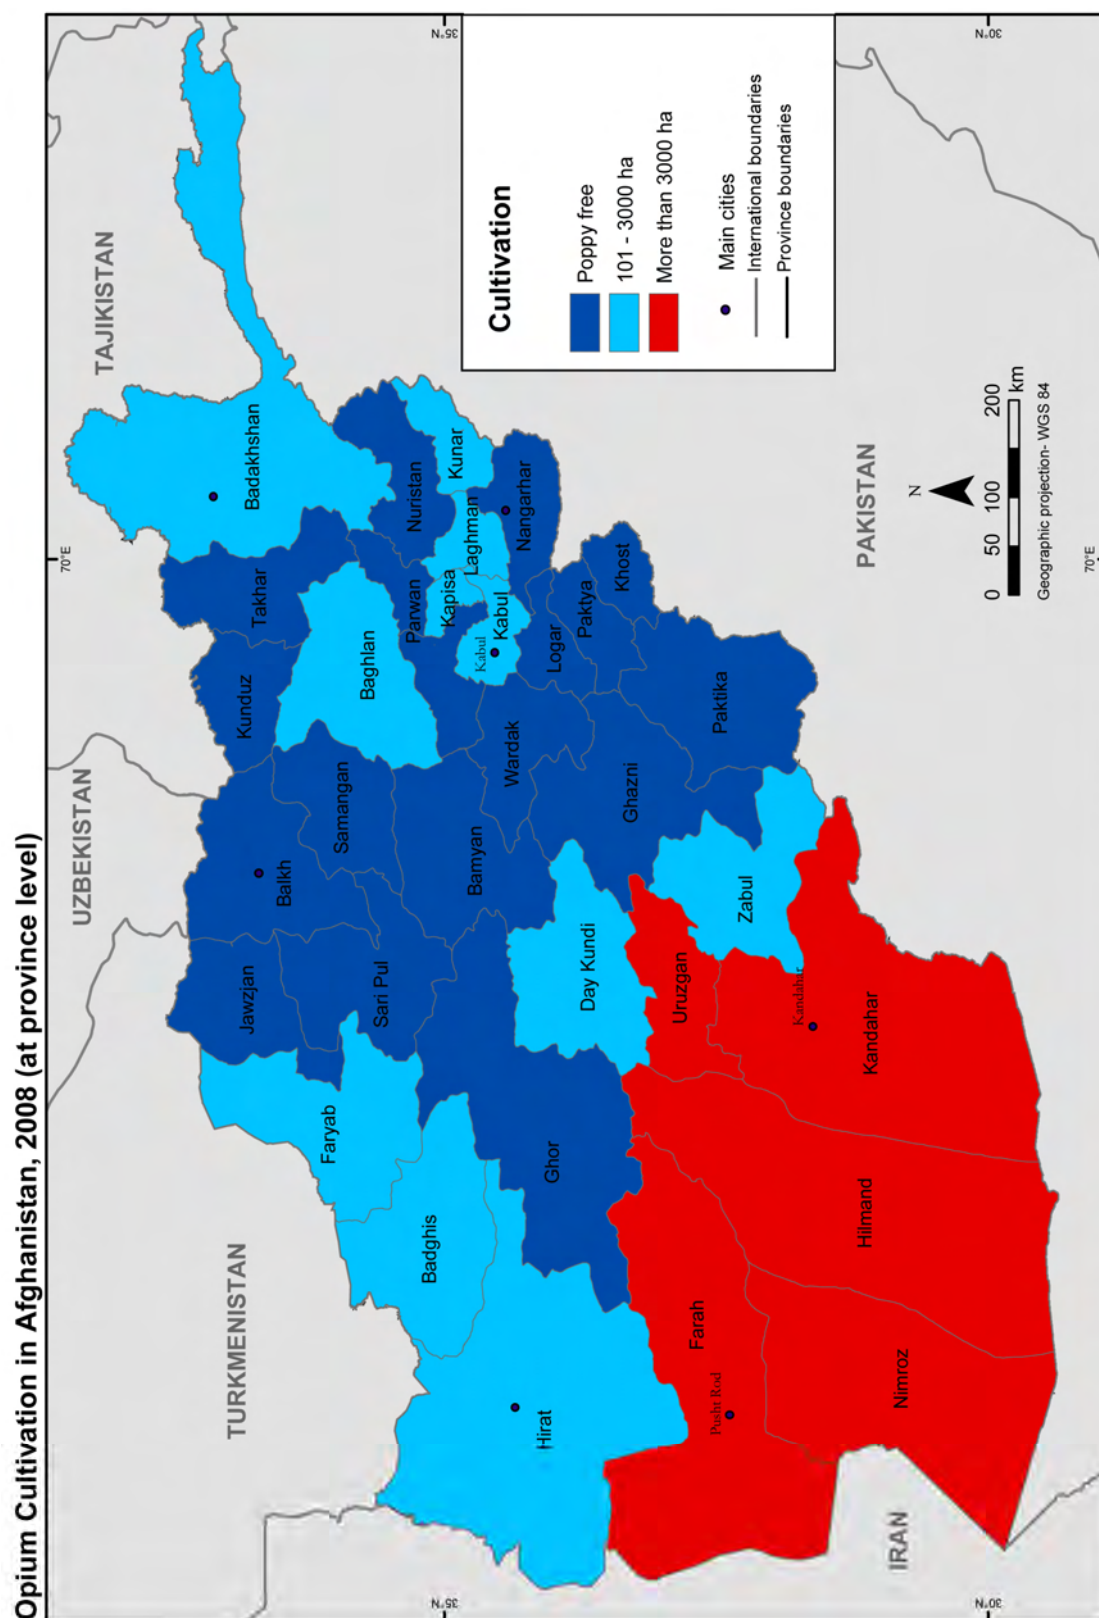 Opium Cultivation in Afghanistan, 2008 (at province level)
70°E
35°N
35°N
30°N
30°N
70°E
UZBEKISTAN
TAJIKISTAN
TURKMENISTAN
IRAN
PAKISTAN
Badakhshan
Takhar
Kunduz
Balkh
Jawzjan
Samangan
Baghlan
Sari Pul
Faryab
Badghis
Hirat
Ghor
Bamyan
Parwan
Nuristan
Kunar
Laghman
Kapisa
Kabul
Kabul
Nangarhar
Wardak
Logar
Paktya
Khost
Ghazni
Paktika
Day Kundi
Uruzgan
Zabul
Farah
Pusht Rod
Nimroz
Hilmand
Kandahar
Kandahar
Cultivation
Poppy free
101 - 3000 ha
More than 3000 ha
Main cities
International boundaries
Province boundaries
N
0 50 100 200
km
Geographic projection- WGS 84